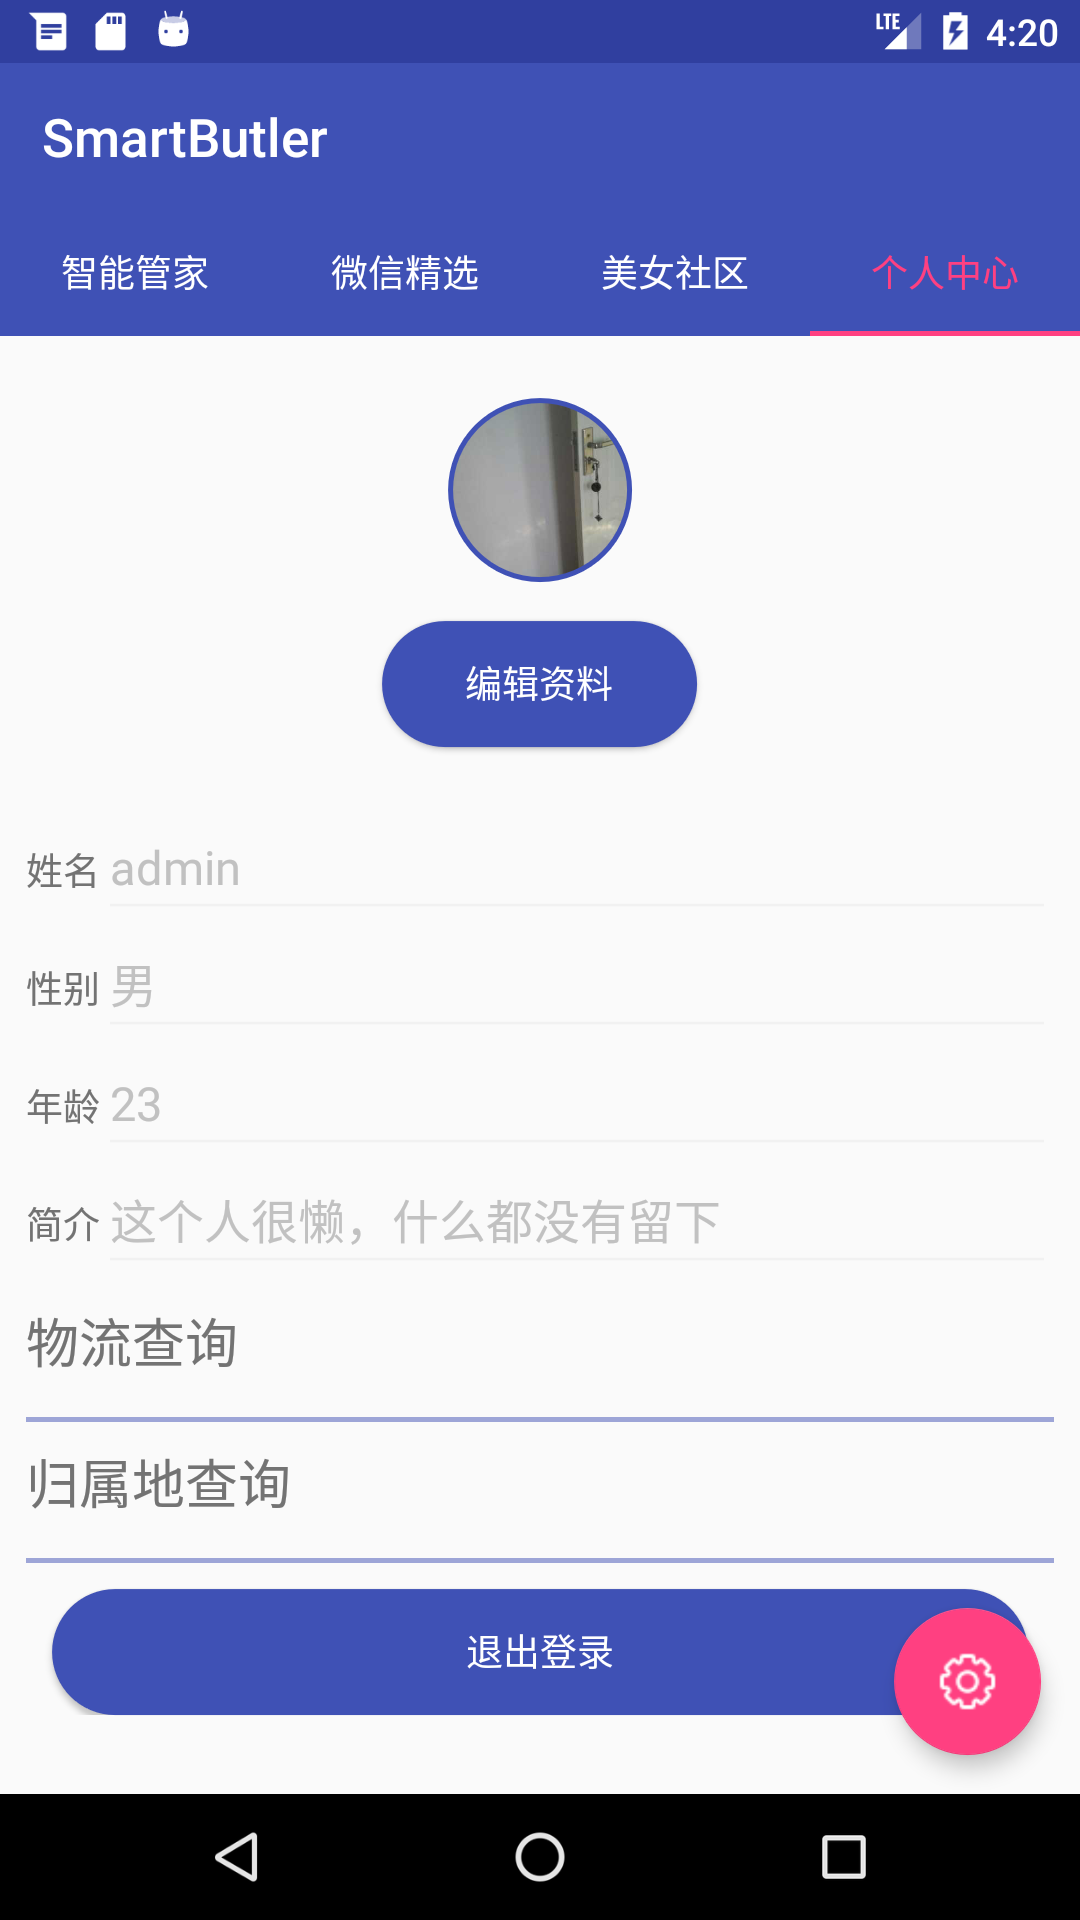 LTE 4:20
SmartButler
智能管家 微信精选 美女社区 个人中心
编辑资料
姓名 admin
性别 男
年龄 23
简介 这个人很懒，什么都没有留下
物流查询
归属地查询
退出登录